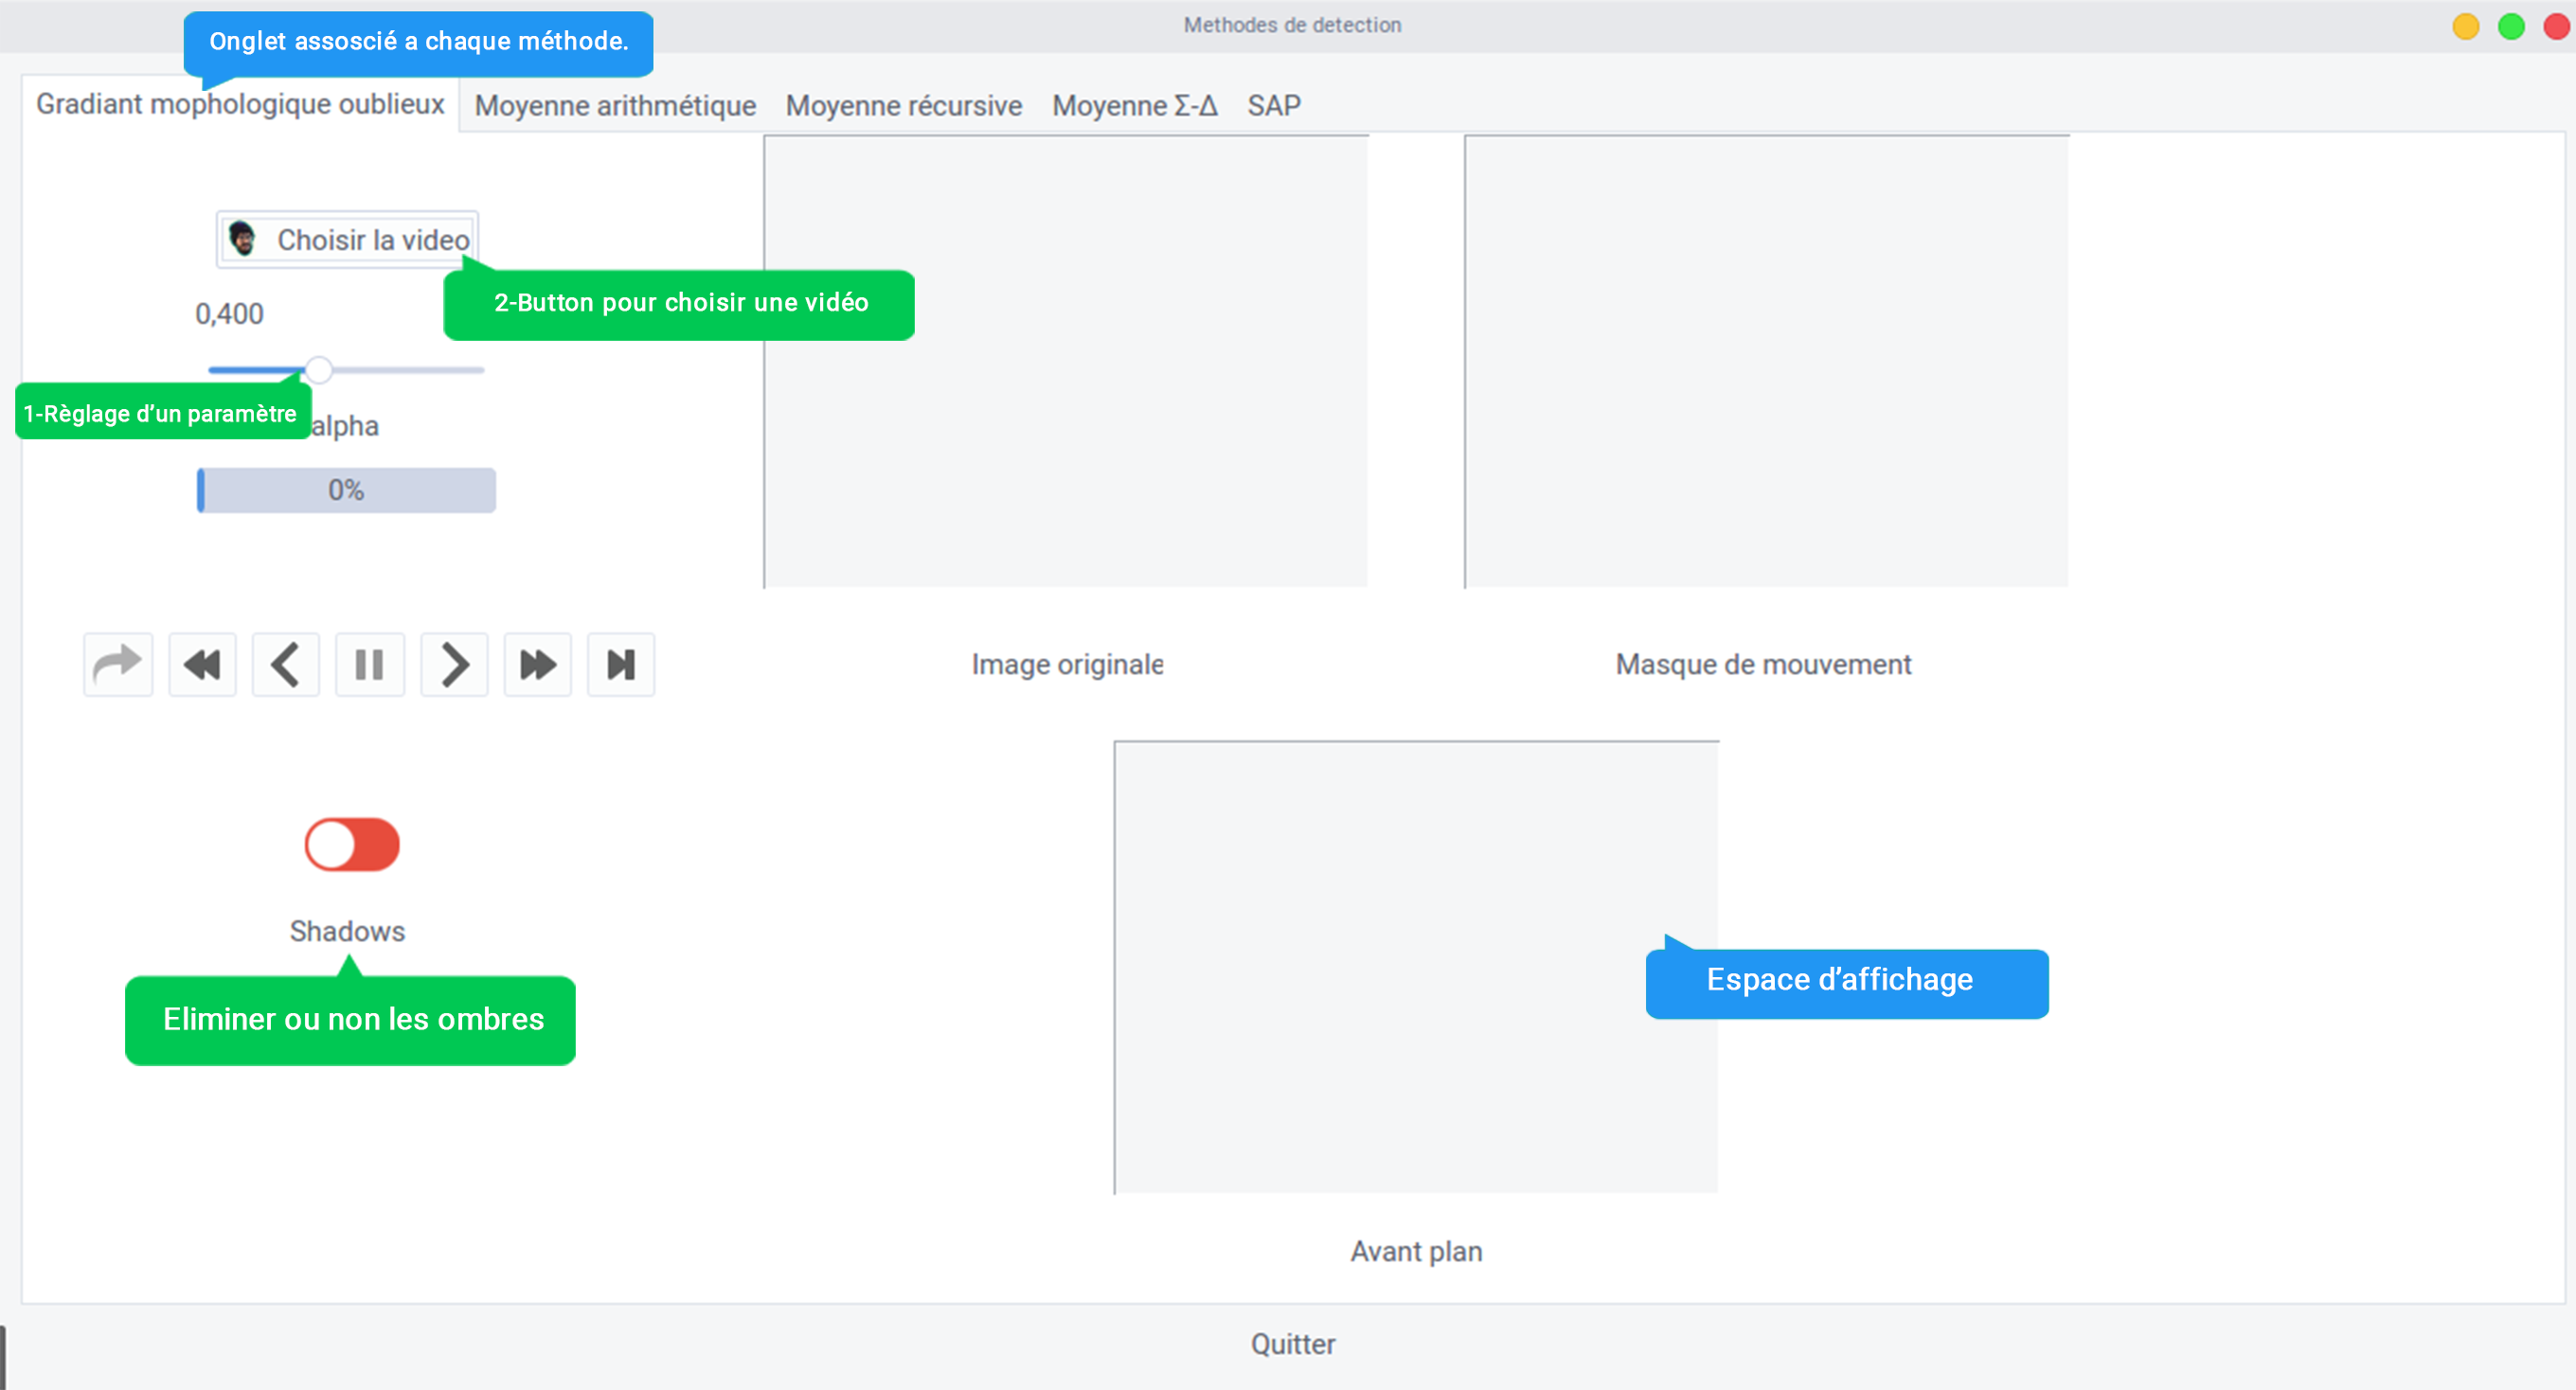 Methodes de detection
Onglet assoscié a chaque méthode.
Gradiant mophologique oublieux
Moyenne arithmétique
Moyenne récursive
Moyenne Σ-Δ
SAP
Choisir la video
2-Button pour choisir une vidéo
0,400
1-Règlage d’un paramètre
alpha
0%
Image originale
Masque de mouvement
Shadows
Eliminer ou non les ombres
Espace d’affichage
Avant plan
Quitter